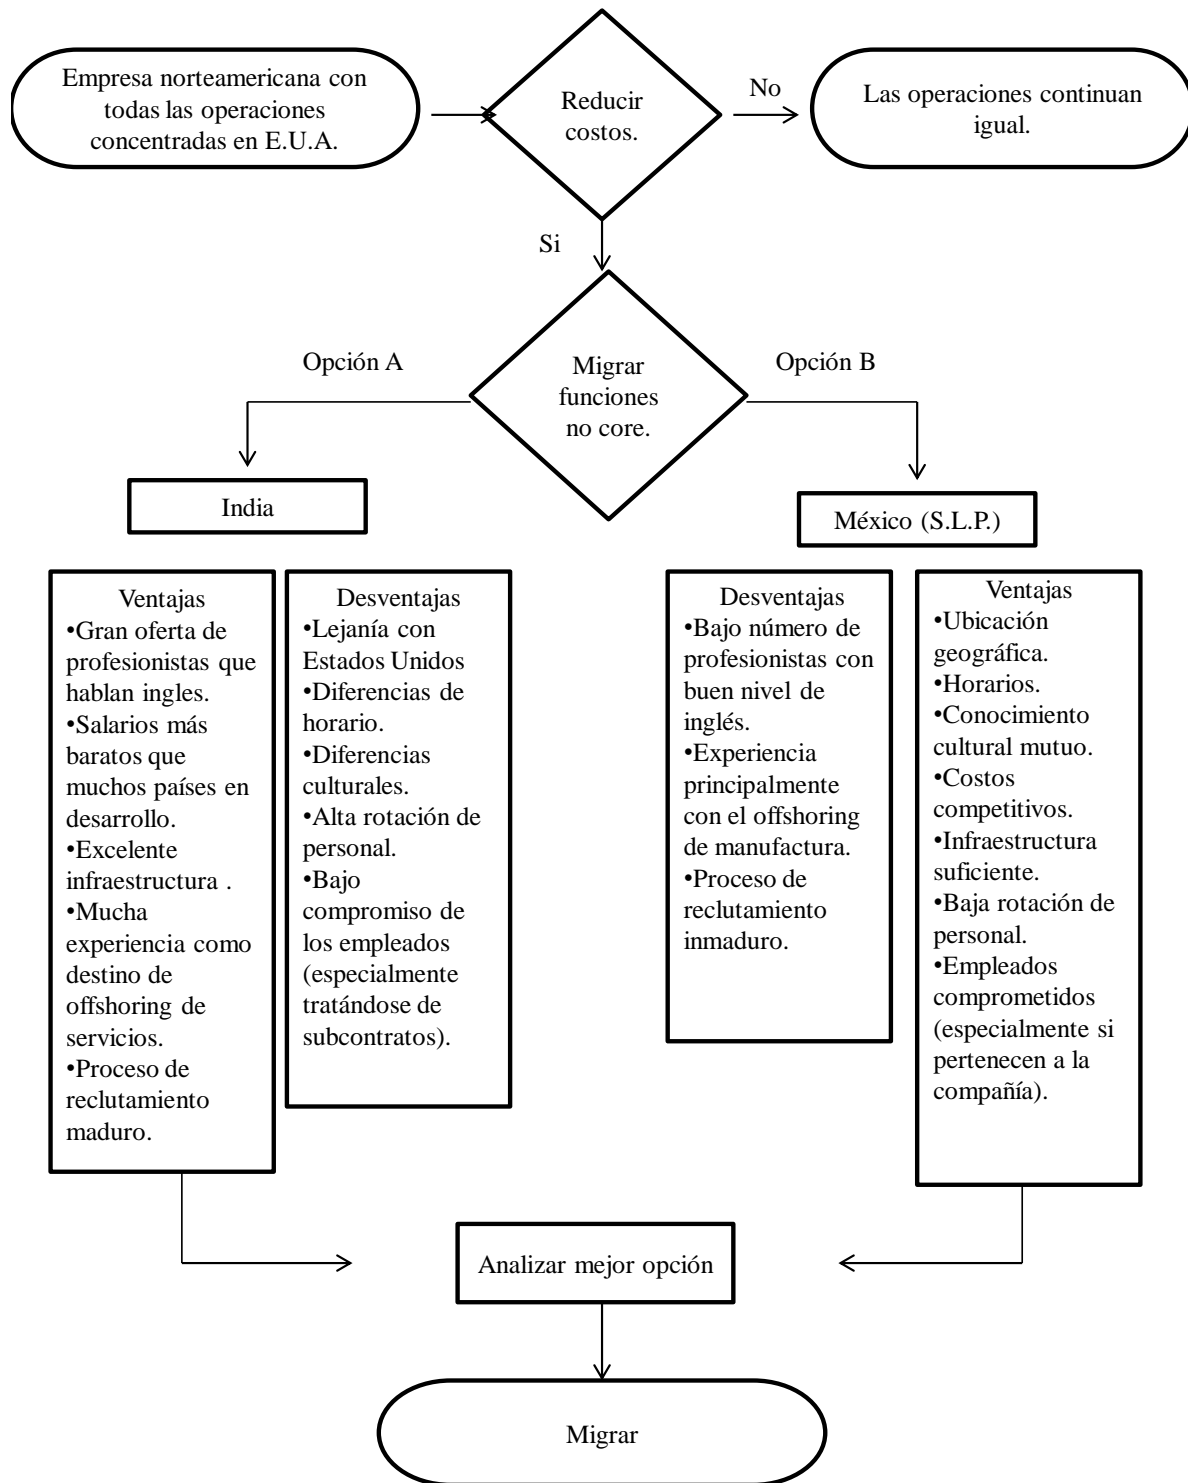 Empresa norteamericana con
todas las operaciones
concentradas en E.U.A.
Reducir
costos.
No
Las operaciones continuan
igual.
Si
Opción A
Migrar
funciones
no core.
Opción B
India
México (S.L.P.)
Ventajas
•Gran oferta de
profesionistas que
hablan ingles.
•Salarios más
baratos que
muchos países en
desarrollo.
•Excelente
infraestructura .
•Mucha
experiencia como
destino de
offshoring de
servicios.
•Proceso de
reclutamiento
maduro.
Desventajas
•Lejanía con
Estados Unidos
•Diferencias de
horario.
•Diferencias
culturales.
•Alta rotación de
personal.
•Bajo
compromiso de
los empleados
(especialmente
tratándose de
subcontratos).
Desventajas
•Bajo número de
profesionistas con
buen nivel de
inglés.
•Experiencia
principalmente
con el offshoring
de manufactura.
•Proceso de
reclutamiento
inmaduro.
Ventajas
•Ubicación
geográfica.
•Horarios.
•Conocimiento
cultural mutuo.
•Costos
competitivos.
•Infraestructura
suficiente.
•Baja rotación de
personal.
•Empleados
comprometidos
(especialmente si
pertenecen a la
compañía).
Analizar mejor opción
Migrar